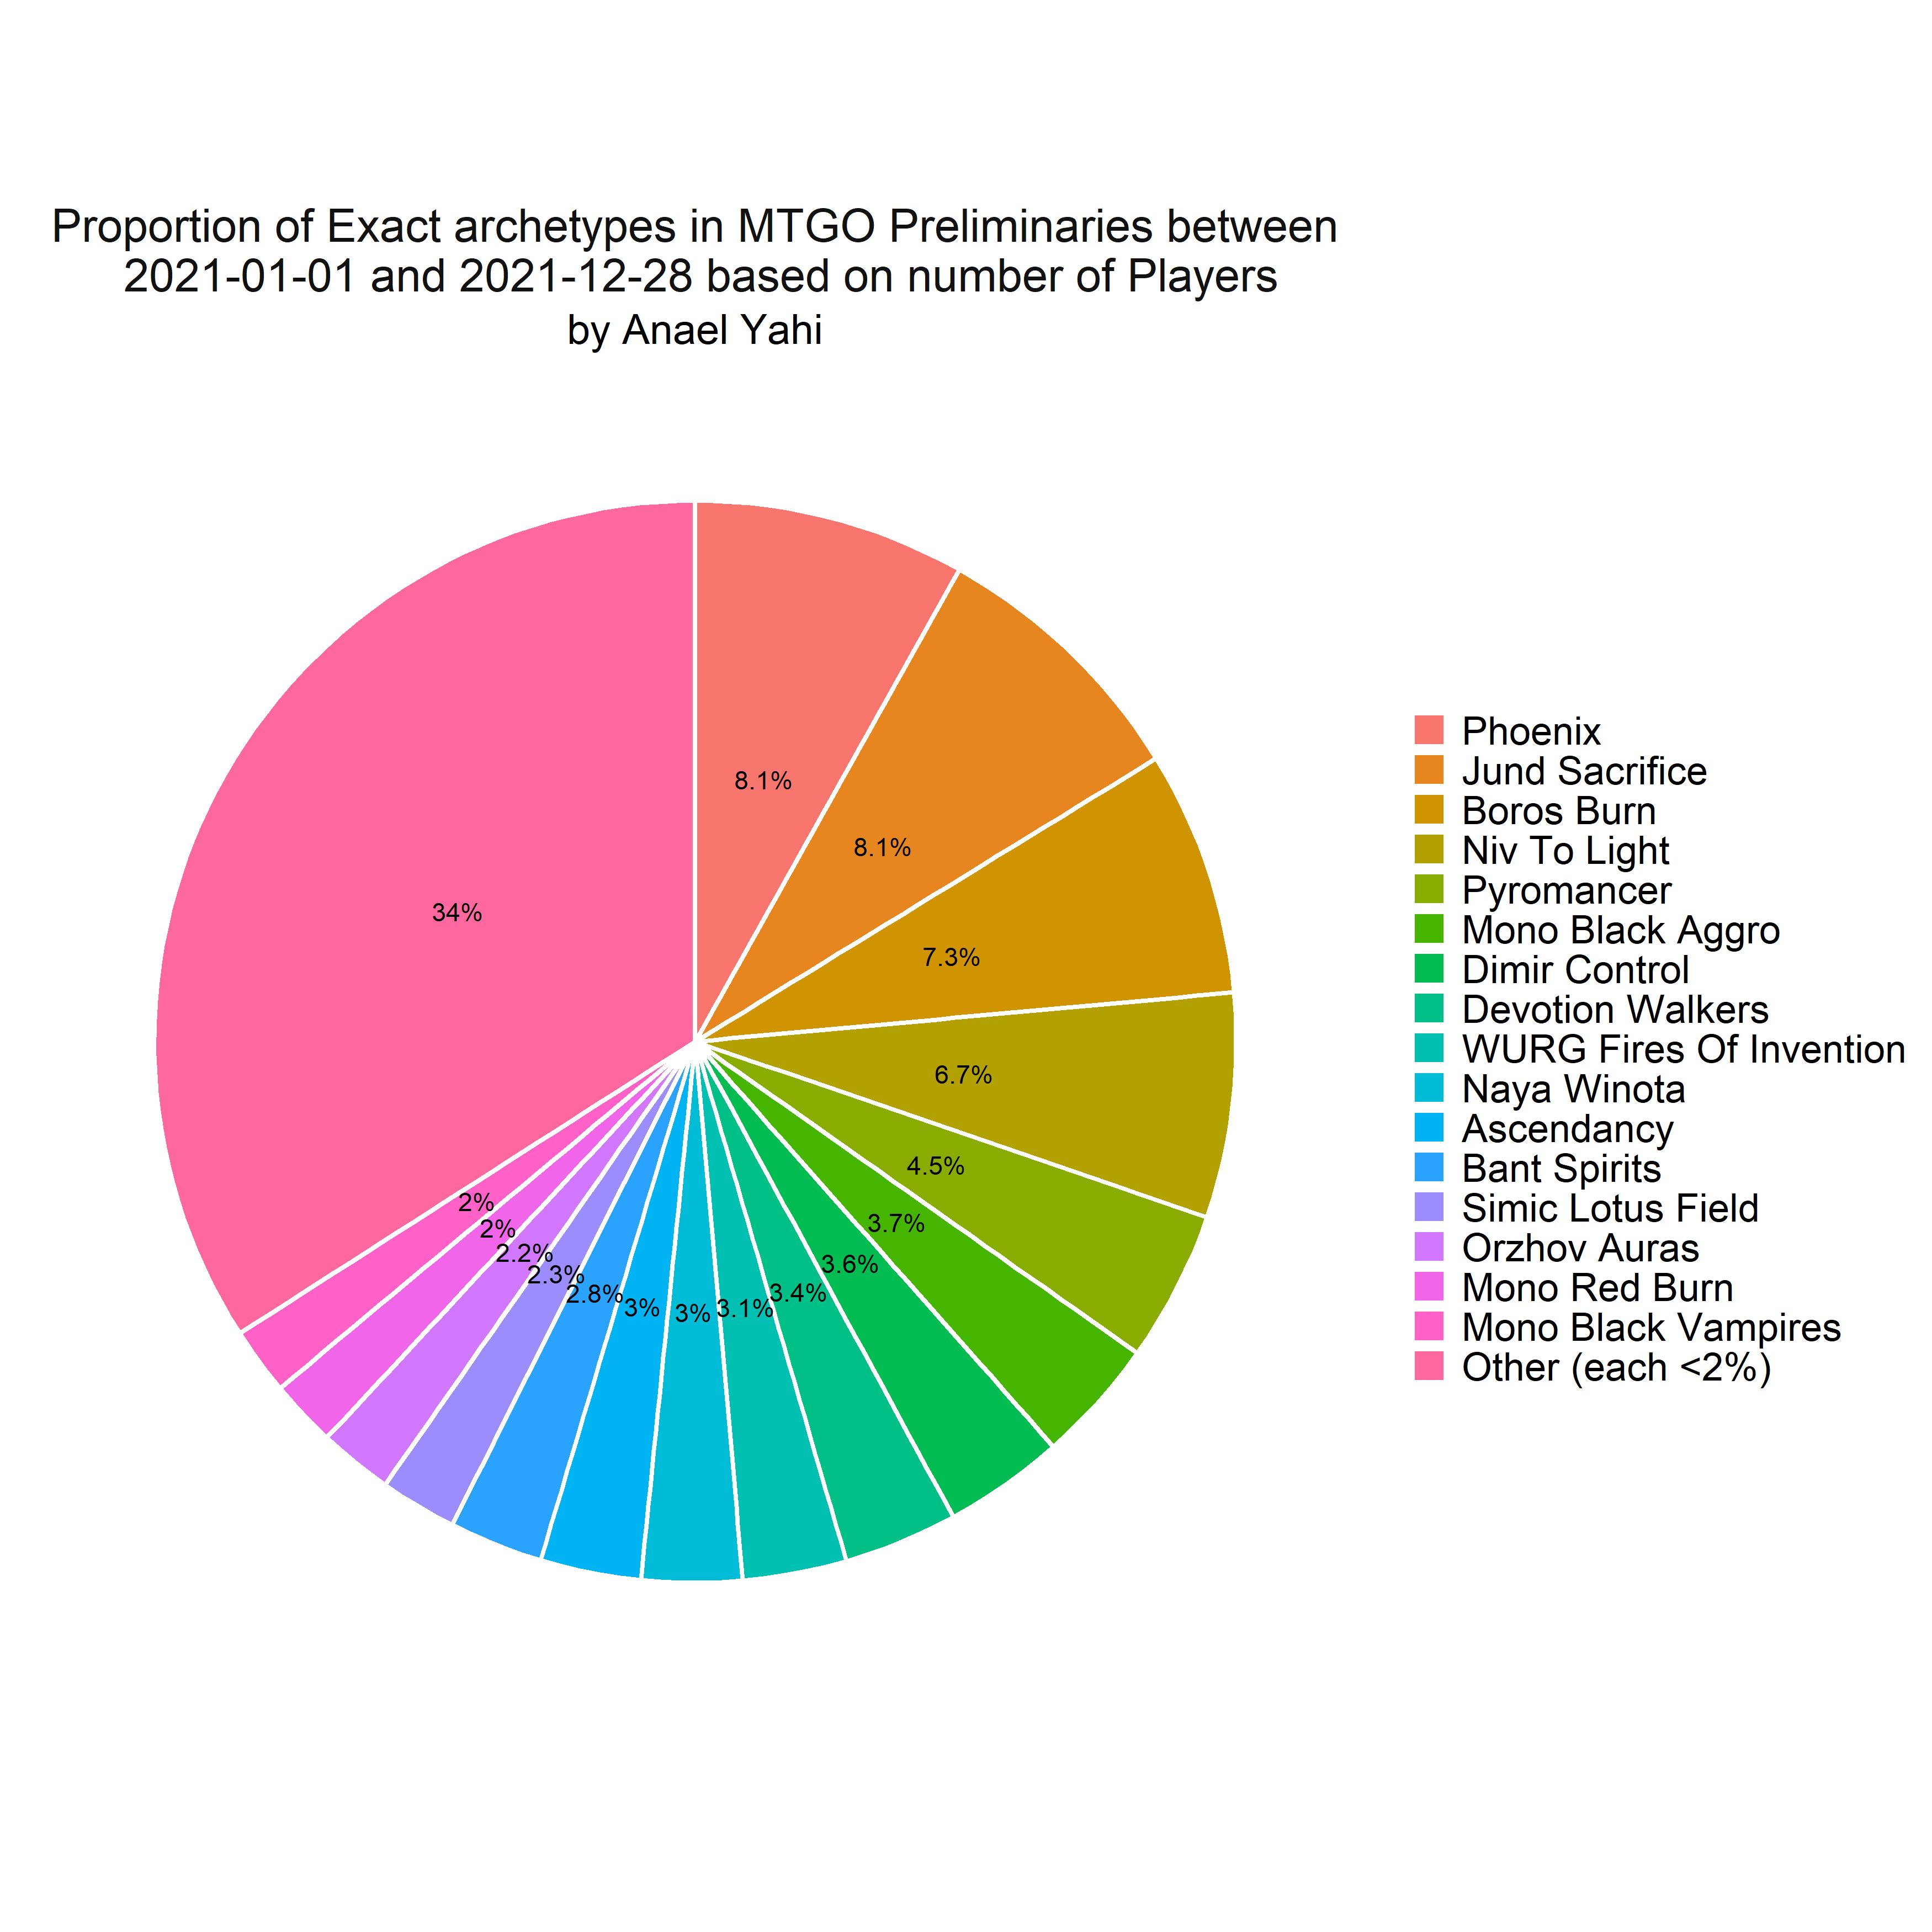 Proportion of Exact archetypes in MTGO Preliminaries between
2021-01-01 and 2021-12-28 based on number of Players
by Anael Yahi
8.1%
8.1%
7.3%
6.7%
4.5%
3.7%
3.6%
3.4%
3.1%
3%
3%
2.8%
2.3%
2.2%
2%
2%
34%
Phoenix
Jund Sacrifice
Boros Burn
Niv To Light
Pyromancer
Mono Black Aggro
Dimir Control
Devotion Walkers
WURG Fires Of Invention
Naya Winota
Ascendancy
Bant Spirits
Simic Lotus Field
Orzhov Auras
Mono Red Burn
Mono Black Vampires
Other (each <2%)